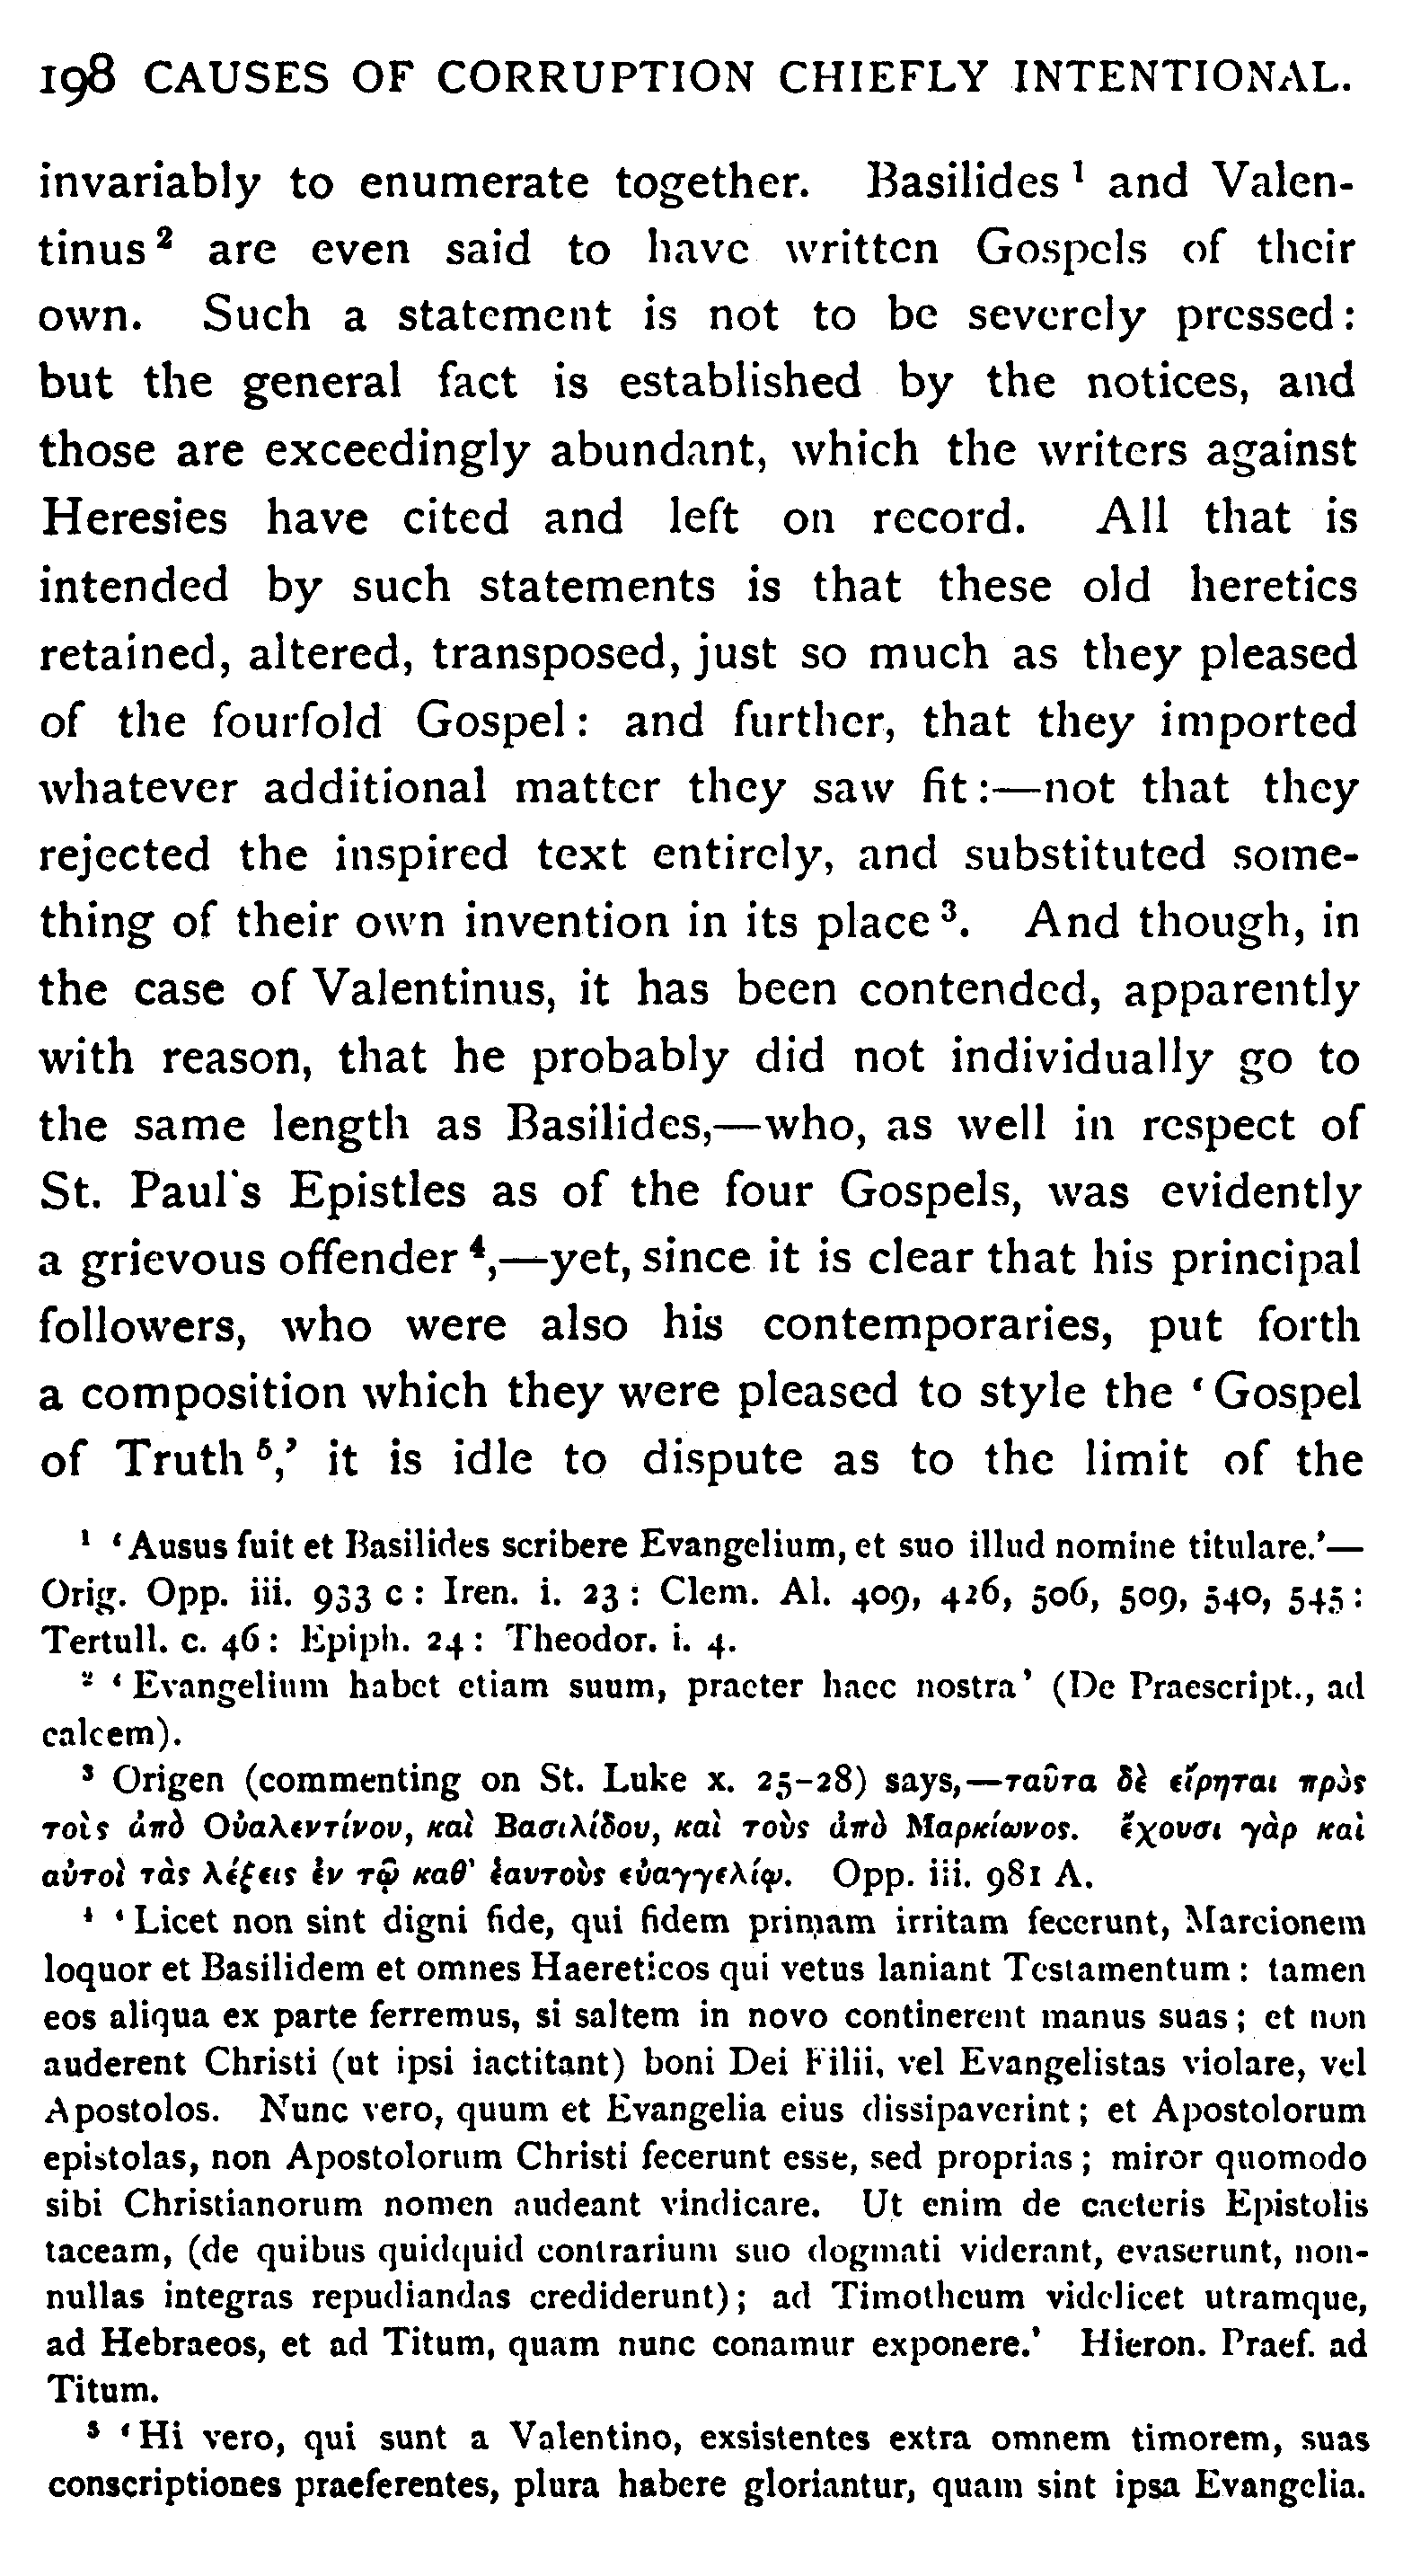 198 CAUSES OF CORRUPTION CHIEFLY INTENTIONAL.
invariably to enumerate together. Basilides ¹ and Valen-
tinus ² are even said to have written Gospels of their
own. Such a statement is not to be severely pressed:
but the general fact is established by the notices, and
those are exceedingly abundant, which the writers against
Heresies have cited and left on record. All that is
intended by such statements is that these old heretics
retained, altered, transposed, just so much as they pleased
of the fourfold Gospel: and further, that they imported
whatever additional matter they saw fit:—not that they
rejected the inspired text entirely, and substituted some-
thing of their own invention in its place ³. And though, in
the case of Valentinus, it has been contended, apparently
with reason, that he probably did not individually go to
the same length as Basilides,—who, as well in respect of
St. Paul's Epistles as of the four Gospels, was evidently
a grievous offender ⁴,—yet, since it is clear that his principal
followers, who were also his contemporaries, put forth
a composition which they were pleased to style the ‘Gospel
of Truth ⁵,’ it is idle to dispute as to the limit of the
¹ ‘Ausus fuit et Basilides scribere Evangelium, et suo illud nomine titulare.’—
Orig. Opp. iii. 933 c : Iren. i. 23 : Clem. Al. 409, 426, 506, 509, 540, 545 :
Tertull. c. 46 : Epiph. 24 : Theodor. i. 4.
² ‘Evangelium habet etiam suum, praeter haec nostra’ (De Praescript., ad
calcem).
³ Origen (commenting on St. Luke x. 25–28) says,—ταῦτα δὲ εἴρηται πρὸς
τοὶς ἀπὸ Οὐαλεντίνου, καὶ Βασιλίδου, καὶ τοὺς ἀπὸ Μαρκίωνος. ἔχουσι γὰρ καὶ
αὐτοὶ τὰς λέξεις ἐν τῷ καθ’ ἑαυτοὺς εὐαγγελίῳ. Opp. iii. 981 A.
⁴ ‘Licet non sint digni fide, qui fidem primam irritam fecerunt, Marcionem
loquor et Basilidem et omnes Haereticos qui vetus laniant Testamentum : tamen
eos aliqua ex parte ferremus, si saltem in novo continerent manus suas ; et non
auderent Christi (ut ipsi iactitant) boni Dei Filii, vel Evangelistas violare, vel
Apostolos. Nunc vero, quum et Evangelia eius dissipaverint ; et Apostolorum
epistolas, non Apostolorum Christi fecerunt esse, sed proprias ; miror quomodo
sibi Christianorum nomen audeant vindicare. Ut enim de caeteris Epistolis
taceam, (de quibus quidquid contrarium suo dogmati viderant, evaserunt, non-
nullas integras repudiandas crediderunt) ; ad Timotheum videlicet utramque,
ad Hebraeos, et ad Titum, quam nunc conamur exponere.’ Hieron. Praef. ad
Titum.
⁵ ‘Hi vero, qui sunt a Valentino, exsistentes extra omnem timorem, suas
conscriptiones praeferentes, plura habere gloriantur, quam sint ipsa Evangelia.